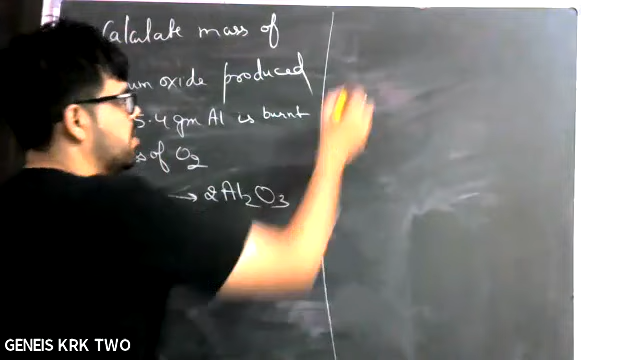 Calculate mass of
um oxide produced
5.4 gm Al is burnt
s of O2
→ 2Al2O3
GENEIS KRK TWO